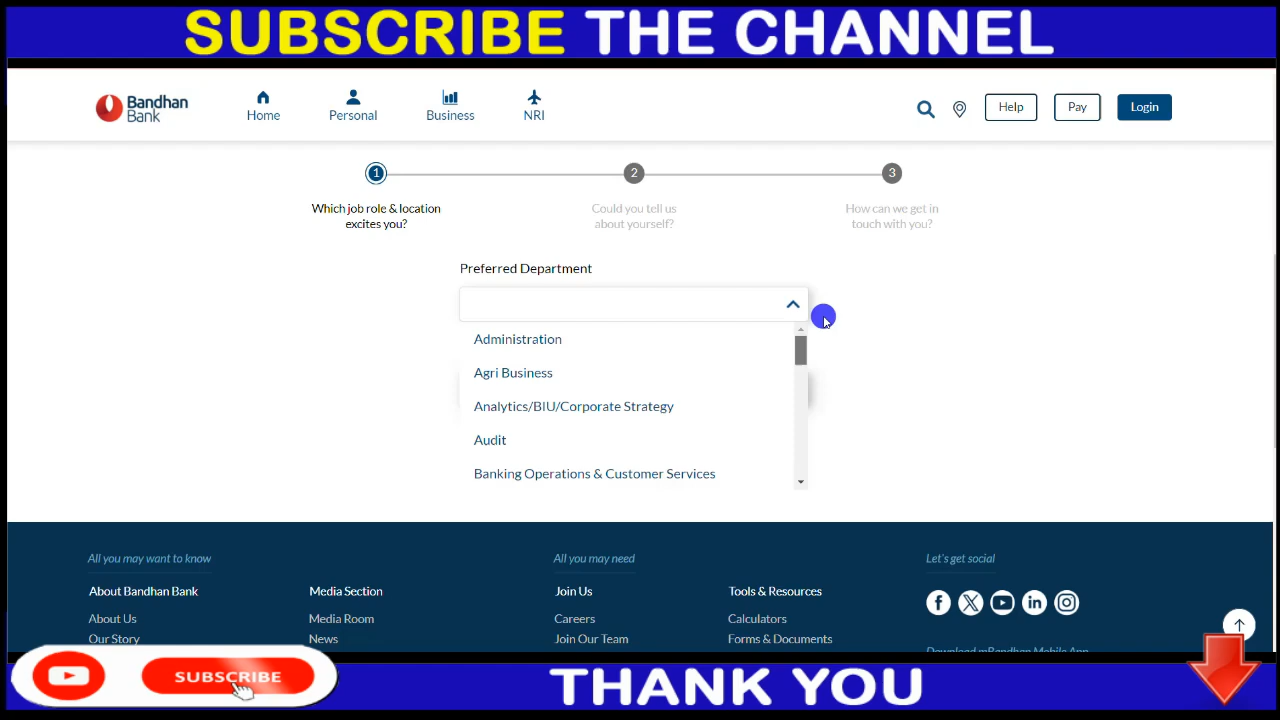 SUBSCRIBE THE CHANNEL
Bandhan
Bank
Home
Personal
Business
NRI
Help
Pay
Login
1
2
3
Which job role & location
excites you?
Could you tell us
about yourself?
How can we get in
touch with you?
Preferred Department
Administration
Agri Business
Analytics/BIU/Corporate Strategy
Audit
Banking Operations & Customer Services
All you may want to know
All you may need
Let's get social
About Bandhan Bank
Media Section
Join Us
Tools & Resources
About Us
Media Room
Careers
Calculators
Our Story
News
Join Our Team
Forms & Documents
Download mBandhan Mobile App
SUBSCRIBE
THANK YOU